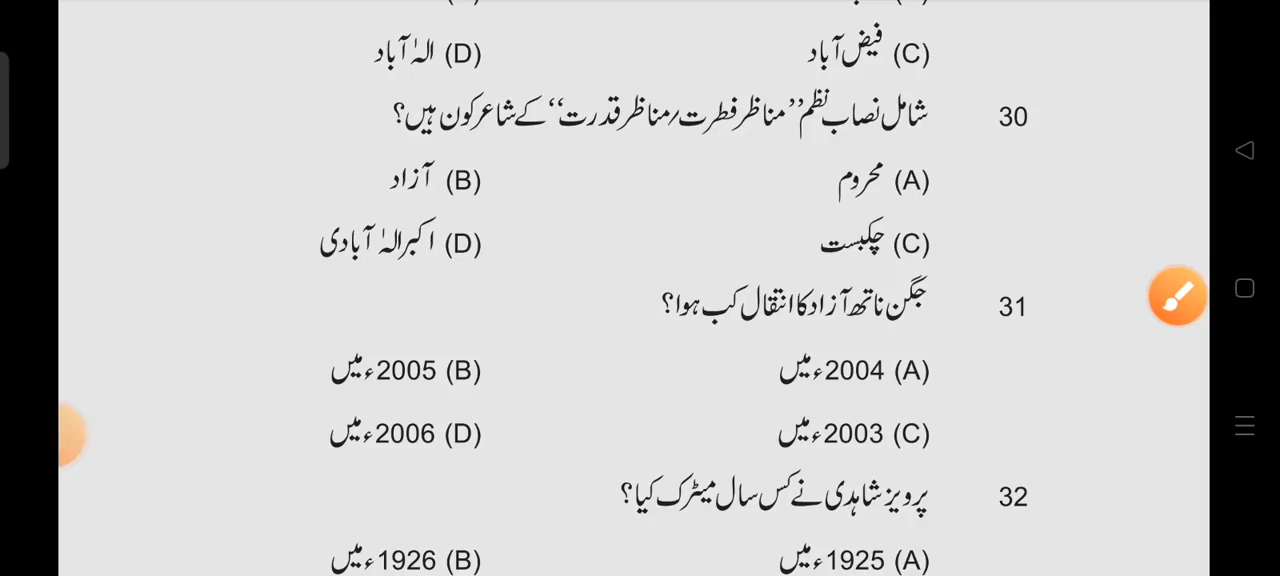 (C) فیض آباد (D) الہٰ آباد
30 شامل نصاب نظم ’’مناظر فطرت؍مناظر قدرت‘‘ کے شاعر کون ہیں؟
(A) محروم (B) آزاد
(C) چکبست (D) اکبر الہٰ آبادی
31 جگن ناتھ آزاد کا انتقال کب ہوا؟
(A) 2004ء میں (B) 2005ء میں
(C) 2003ء میں (D) 2006ء میں
32 پرویز شاہدی نے کس سال میٹرک کیا؟
(A) 1925ء میں (B) 1926ء میں